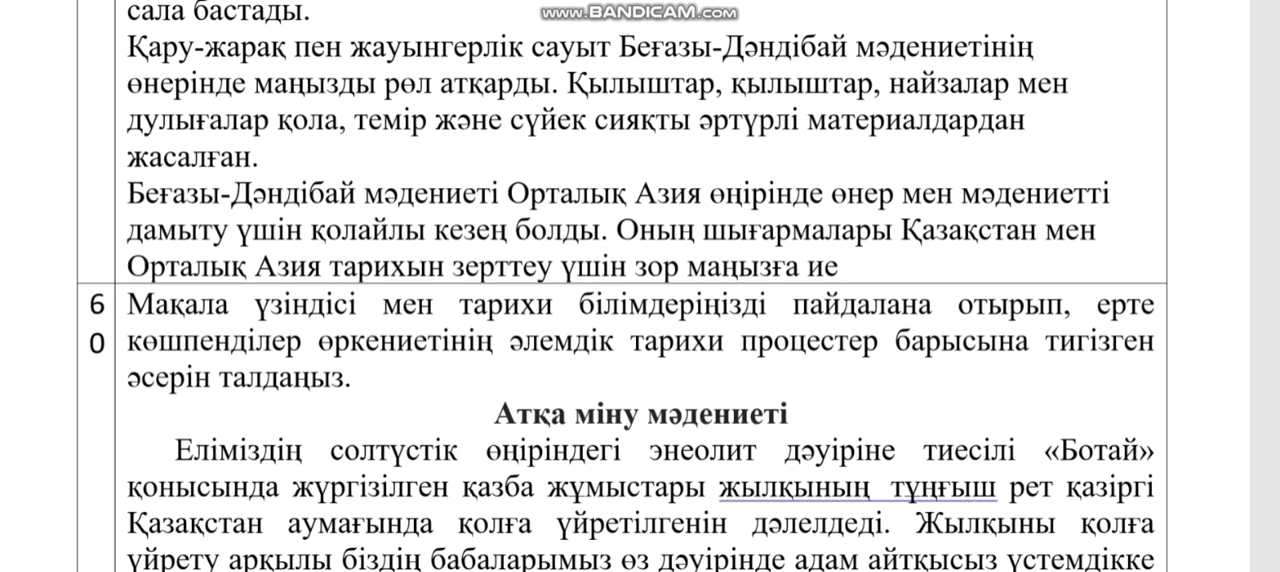 сала бастады.
www.BANDICAM.com
Қару-жарақ пен жауынгерлік сауыт Беғазы-Дәндібай мәдениетінің
өнерінде маңызды рөл атқарды. Қылыштар, қылыштар, найзалар мен
дулығалар қола, темір және сүйек сияқты әртүрлі материалдардан
жасалған.
Беғазы-Дәндібай мәдениеті Орталық Азия өңірінде өнер мен мәдениетті
дамыту үшін қолайлы кезең болды. Оның шығармалары Қазақстан мен
Орталық Азия тарихын зерттеу үшін зор маңызға ие
6 Мақала үзіндісі мен тарихи білімдеріңізді пайдалана отырып, ерте
0 көшпенділер өркениетінің әлемдік тарихи процестер барысына тигізген
әсерін талдаңыз.
Атқа міну мәдениеті
Еліміздің солтүстік өңіріндегі энеолит дәуіріне тиесілі «Ботай»
қонысында жүргізілген қазба жұмыстары жылқының тұңғыш рет қазіргі
Қазақстан аумағында қолға үйретілгенін дәлелдеді. Жылқыны қолға
үйрету арқылы біздің бабаларымыз өз дәуірінде адам айтқысыз үстемдікке